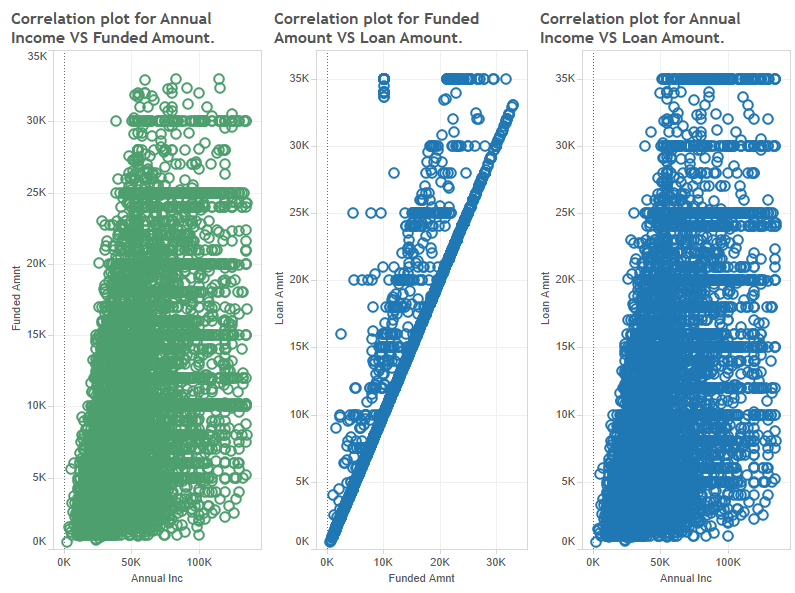 Correlation plot for Annual
Income VS Funded Amount.
35K
30K
25K
20K
15K
10K
5K
0K
Funded Amnt
0K 50K 100K
Annual Inc
Correlation plot for Funded
Amount VS Loan Amount.
35K
30K
25K
20K
15K
10K
5K
0K
Loan Amnt
0K 10K 20K 30K
Funded Amnt
Correlation plot for Annual
Income VS Loan Amount.
35K
30K
25K
20K
15K
10K
5K
0K
Loan Amnt
0K 50K 100K
Annual Inc